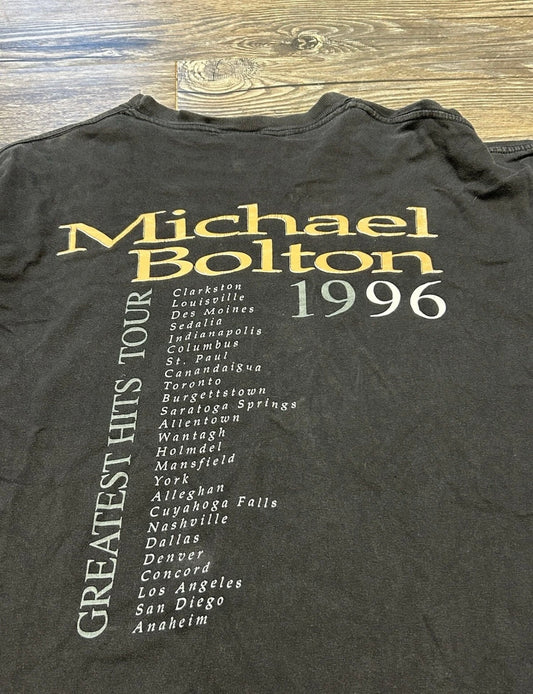 Michael
Bolton
1996
GREATEST HITS TOUR
Clarkston
Louisville
Des Moines
Sedalia
Indianapolis
Columbus
St. Paul
Canandaigua
Toronto
Burgettstown
Saratoga Springs
Allentown
Wantagh
Holmdel
Mansfield
York
Alleghan
Cuyahoga Falls
Nashville
Dallas
Denver
Concord
Los Angeles
San Diego
Anaheim